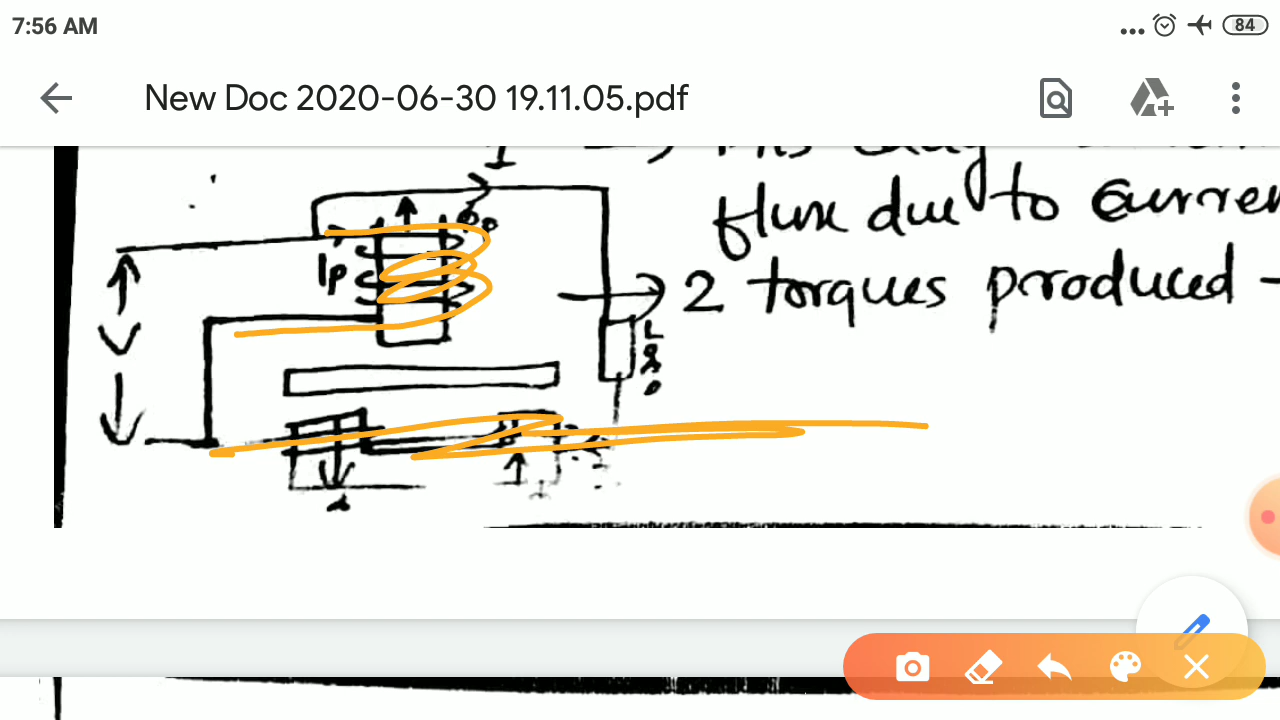 7:56 AM
84
New Doc 2020-06-30 19.11.05.pdf
I
flux due to
Ip
2 torques produced -
V